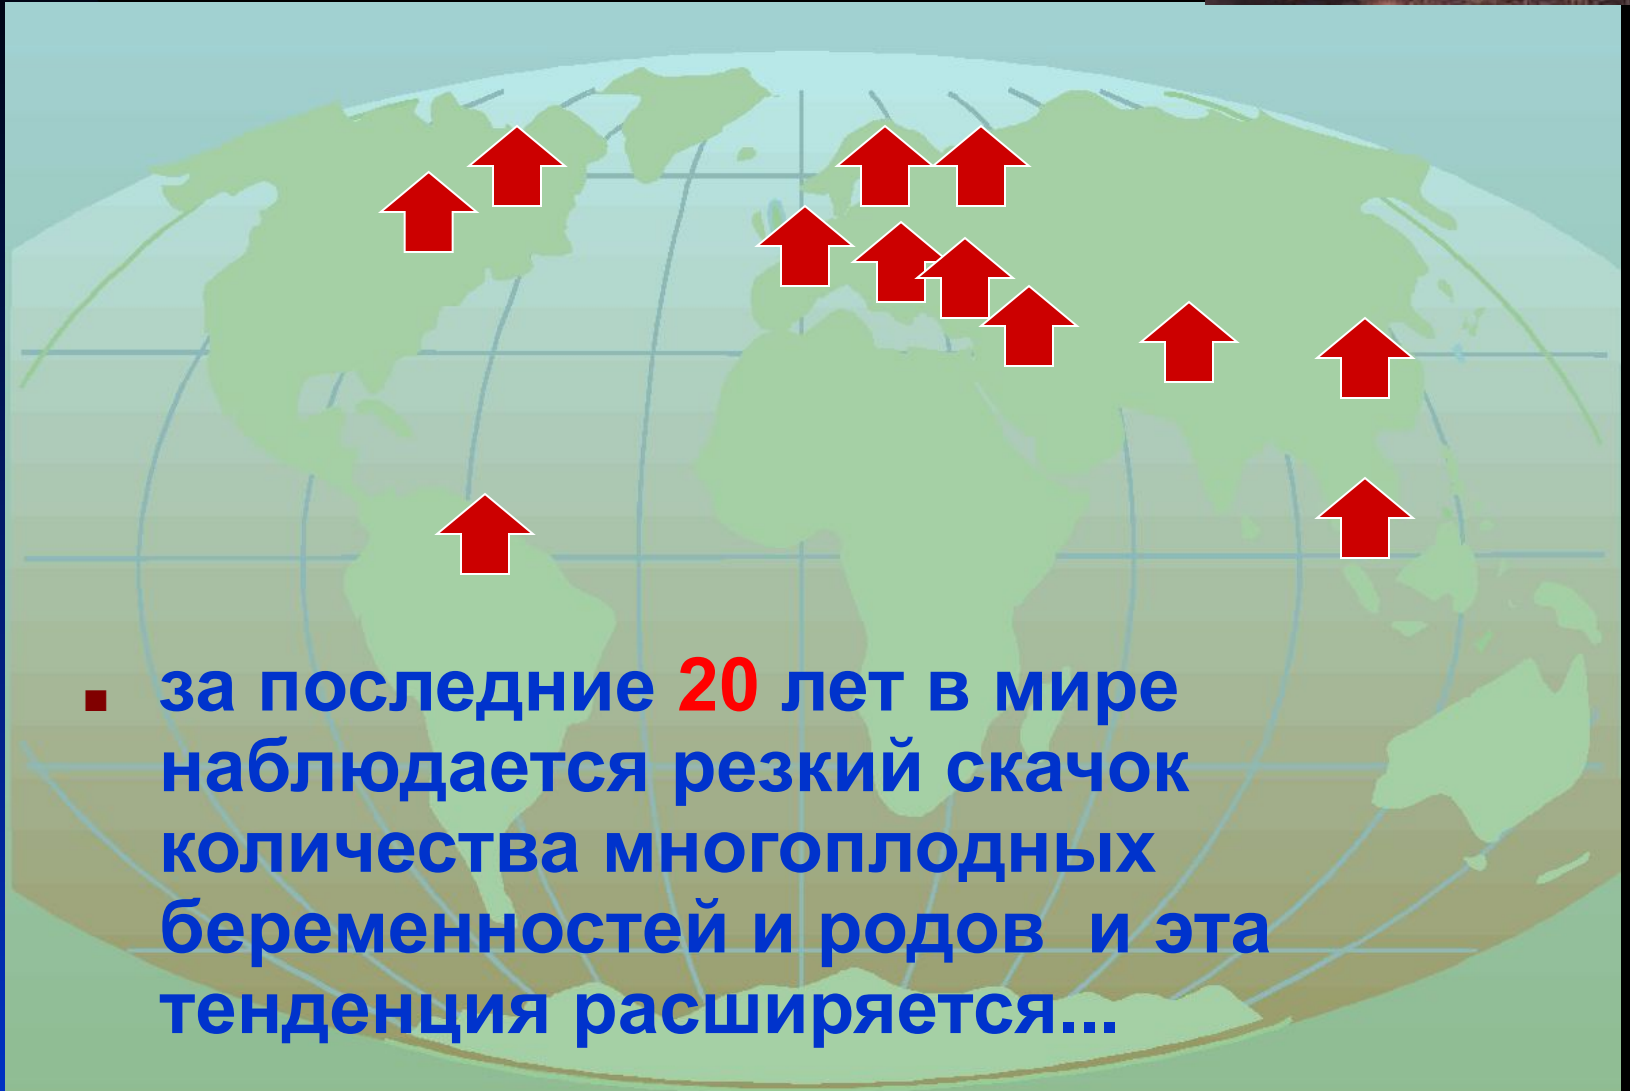 за последние 20 лет в мире
наблюдается резкий скачок
количества многоплодных
беременностей и родов и эта
тенденция расширяется...